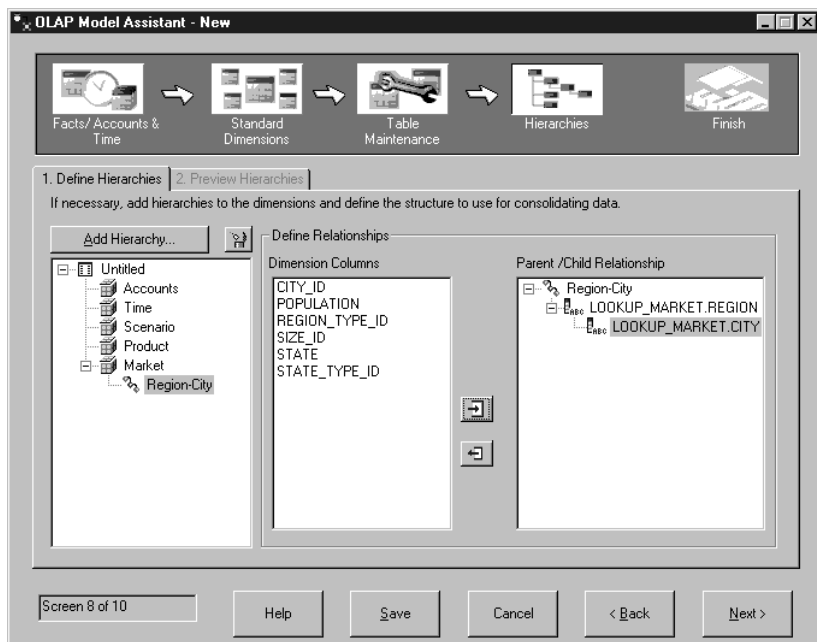 OLAP Model Assistant - New
Facts/ Accounts &
Time
Standard
Dimensions
Table
Maintenance
Hierarchies
Finish
1. Define Hierarchies
2. Preview Hierarchies
If necessary, add hierarchies to the dimensions and define the structure to use for consolidating data.
Add Hierarchy...
Untitled
Accounts
Time
Scenario
Product
Market
Region-City
Define Relationships
Dimension Columns
CITY_ID
POPULATION
REGION_TYPE_ID
SIZE_ID
STATE
STATE_TYPE_ID
Parent /Child Relationship
Region-City
ABC LOOKUP_MARKET.REGION
ABC LOOKUP_MARKET.CITY
Screen 8 of 10
Help
Save
Cancel
< Back
Next >